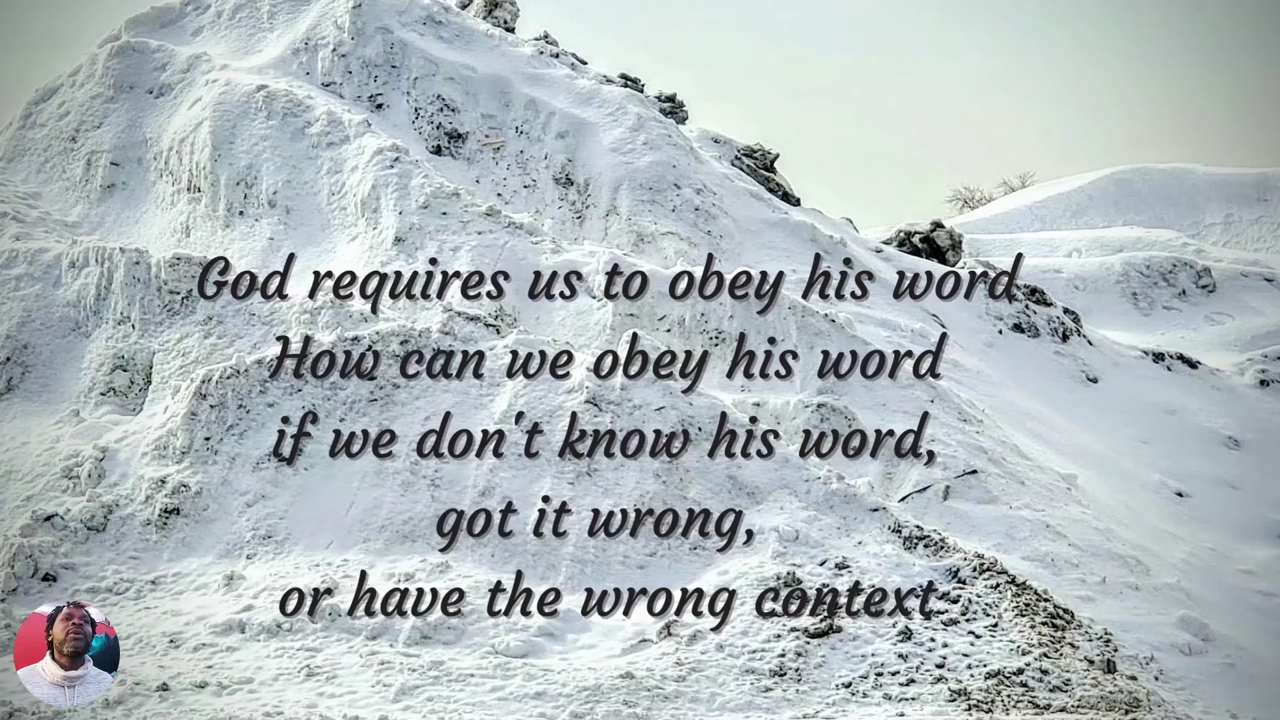 God requires us to obey his word
How can we obey his word
if we don't know his word,
got it wrong,
or have the wrong context